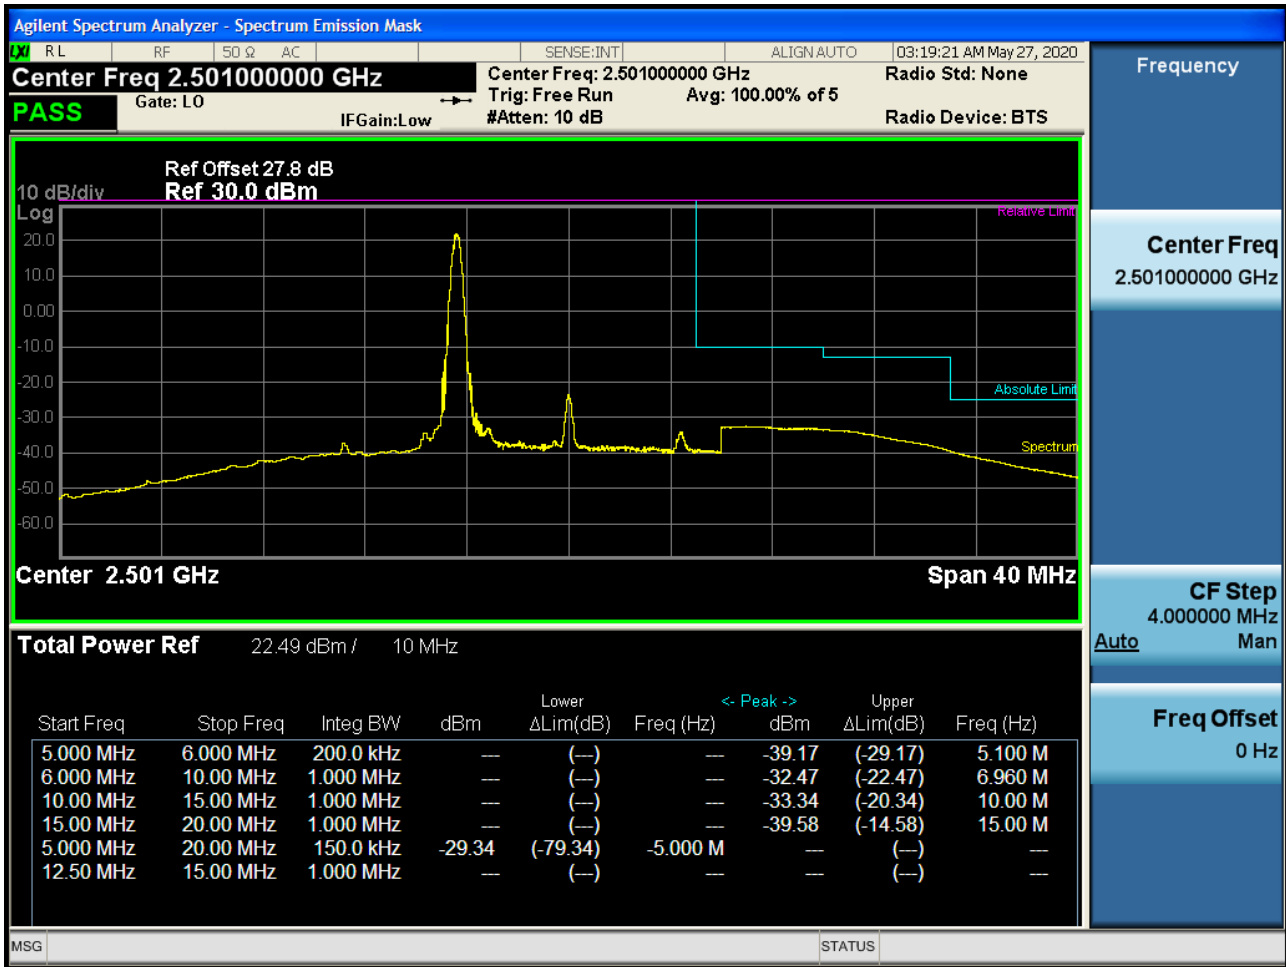 Agilent Spectrum Analyzer - Spectrum Emission Mask
LXI RL RF 50 Ω AC SENSE:INT ALIGNAUTO 03:19:21 AM May 27, 2020
Center Freq 2.501000000 GHz
PASS
Gate: LO
IFGain:Low
Center Freq: 2.501000000 GHz
Trig: Free Run Avg: 100.00% of 5
#Atten: 10 dB
Radio Std: None
Radio Device: BTS
Frequency
Ref Offset 27.8 dB
10 dB/div Ref 30.0 dBm
Log
Relative Limit
20.0
10.0
0.00
-10.0
-20.0
-30.0
-40.0
-50.0
-60.0
Absolute Limit
Spectrum
Center 2.501 GHz Span 40 MHz
Center Freq
2.501000000 GHz
CF Step
4.000000 MHz
Auto Man
Freq Offset
0 Hz
Total Power Ref 22.49 dBm / 10 MHz
Lower <- Peak -> Upper
Start Freq Stop Freq Integ BW dBm ΔLim(dB) Freq (Hz) dBm ΔLim(dB) Freq (Hz)
5.000 MHz 6.000 MHz 200.0 kHz --- (---) --- -39.17 (-29.17) 5.100 M
6.000 MHz 10.00 MHz 1.000 MHz --- (---) --- -32.47 (-22.47) 6.960 M
10.00 MHz 15.00 MHz 1.000 MHz --- (---) --- -33.34 (-20.34) 10.00 M
15.00 MHz 20.00 MHz 1.000 MHz --- (---) --- -39.58 (-14.58) 15.00 M
5.000 MHz 20.00 MHz 150.0 kHz -29.34 (-79.34) -5.000 M --- (---) ---
12.50 MHz 15.00 MHz 1.000 MHz --- (---) --- --- (---) ---
MSG STATUS